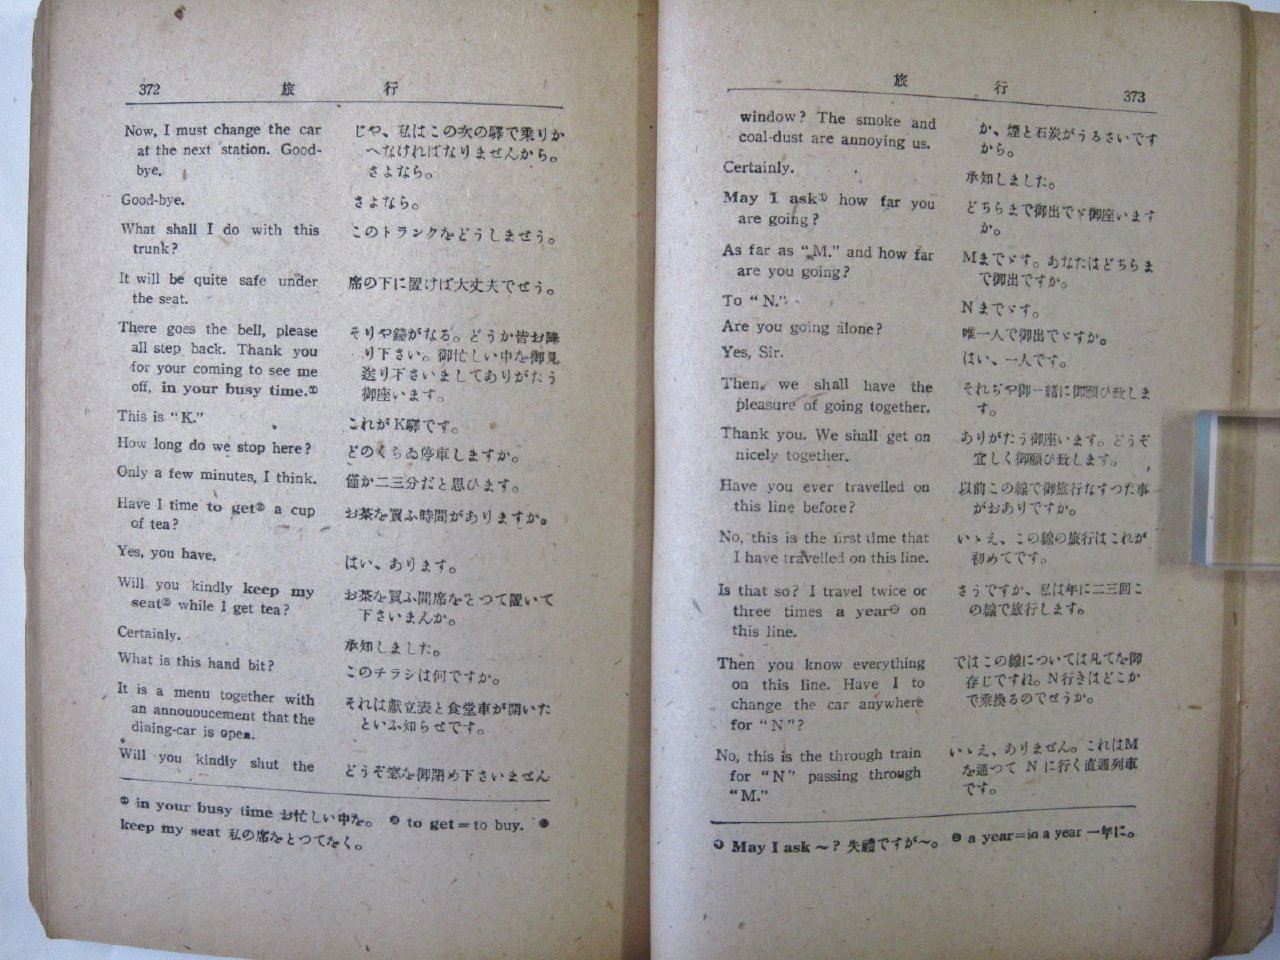 372 旅 行
Now, I must change the car
at the next station. Good-
bye.
じや、私はこの次の驛で乘りか
へなければなりませんから。
さよなら。
Good-bye.
さよなら。
What shall I do with this
trunk?
このトランクをどうしませう。
It will be quite safe under
the seat.
席の下に置けば大丈夫でせう。
There goes the bell, please
all step back. Thank you
for your coming to see me
off, in your busy time.①
そりや鐘がなる。どうか皆お降
り下さい。御忙しい中を御見
送り下さいましてありがたう
御座います。
This is "K."
これがK驛です。
How long do we stop here?
どのくらゐ停車しますか。
Only a few minutes, I think.
僅か二三分だと思ひます。
Have I time to get② a cup
of tea?
お茶を買ふ時間がありますか。
Yes, you have.
はい、あります。
Will you kindly keep my
seat③ while I get tea?
お茶を買ふ間席をとつて置いて
下さいまんか。
Certainly.
承知しました。
What is this hand bit?
このチラシは何ですか。
It is a menu together with
an annououcement that the
dining-car is open.
それは獻立表と食堂車が開いた
といふ知らせです。
Will you kindly shut the
どうぞ窓を御閉め下さいません
① in your busy time お忙しい中を。 ② to get=to buy. ③
keep my seat 私の席をとつてをく。
旅 行 373
window? The smoke and
coal-dust are annoying us.
か、煙と石炭がうるさいです
から。
Certainly.
承知しました。
May I ask① how far you
are going?
どちらまで御出でゞ御座います
か。
As far as "M." and how far
are you going?
Mまでゞす。あなたはどちらま
で御出ですか。
To "N."
Nまでゞす。
Are you going alone?
唯一人で御出でゞすか。
Yes, Sir.
はい、一人です。
Then, we shall have the
pleasure of going together.
それぢや御一緒に御願ひ致しま
す。
Thank you. We shall get on
nicely together.
ありがたう御座います。どうぞ
宜しく御願ひ致します。
Have you ever travelled on
this line before?
以前この線で御旅行なすつた事
がおありですか。
No, this is the first time that
I have travelled on this line.
いゝえ、この線の旅行はこれが
初めてです。
Is that so? I travel twice or
three times a year② on
this line.
さうですか、私は年に二三回こ
の線で旅行します。
Then you know everything
on this line. Have I to
change the car anywhere
for "N"?
ではこの線については凡てを御
存じですね。N行きはどこか
で乘換るのでせうか。
No, this is the through train
for "N" passing through
"M."
いゝえ、ありません。これはM
を通つて Nに行く直通列車
です。
① May I ask～? 失禮ですが～。 ② a year=in a year 一年に。